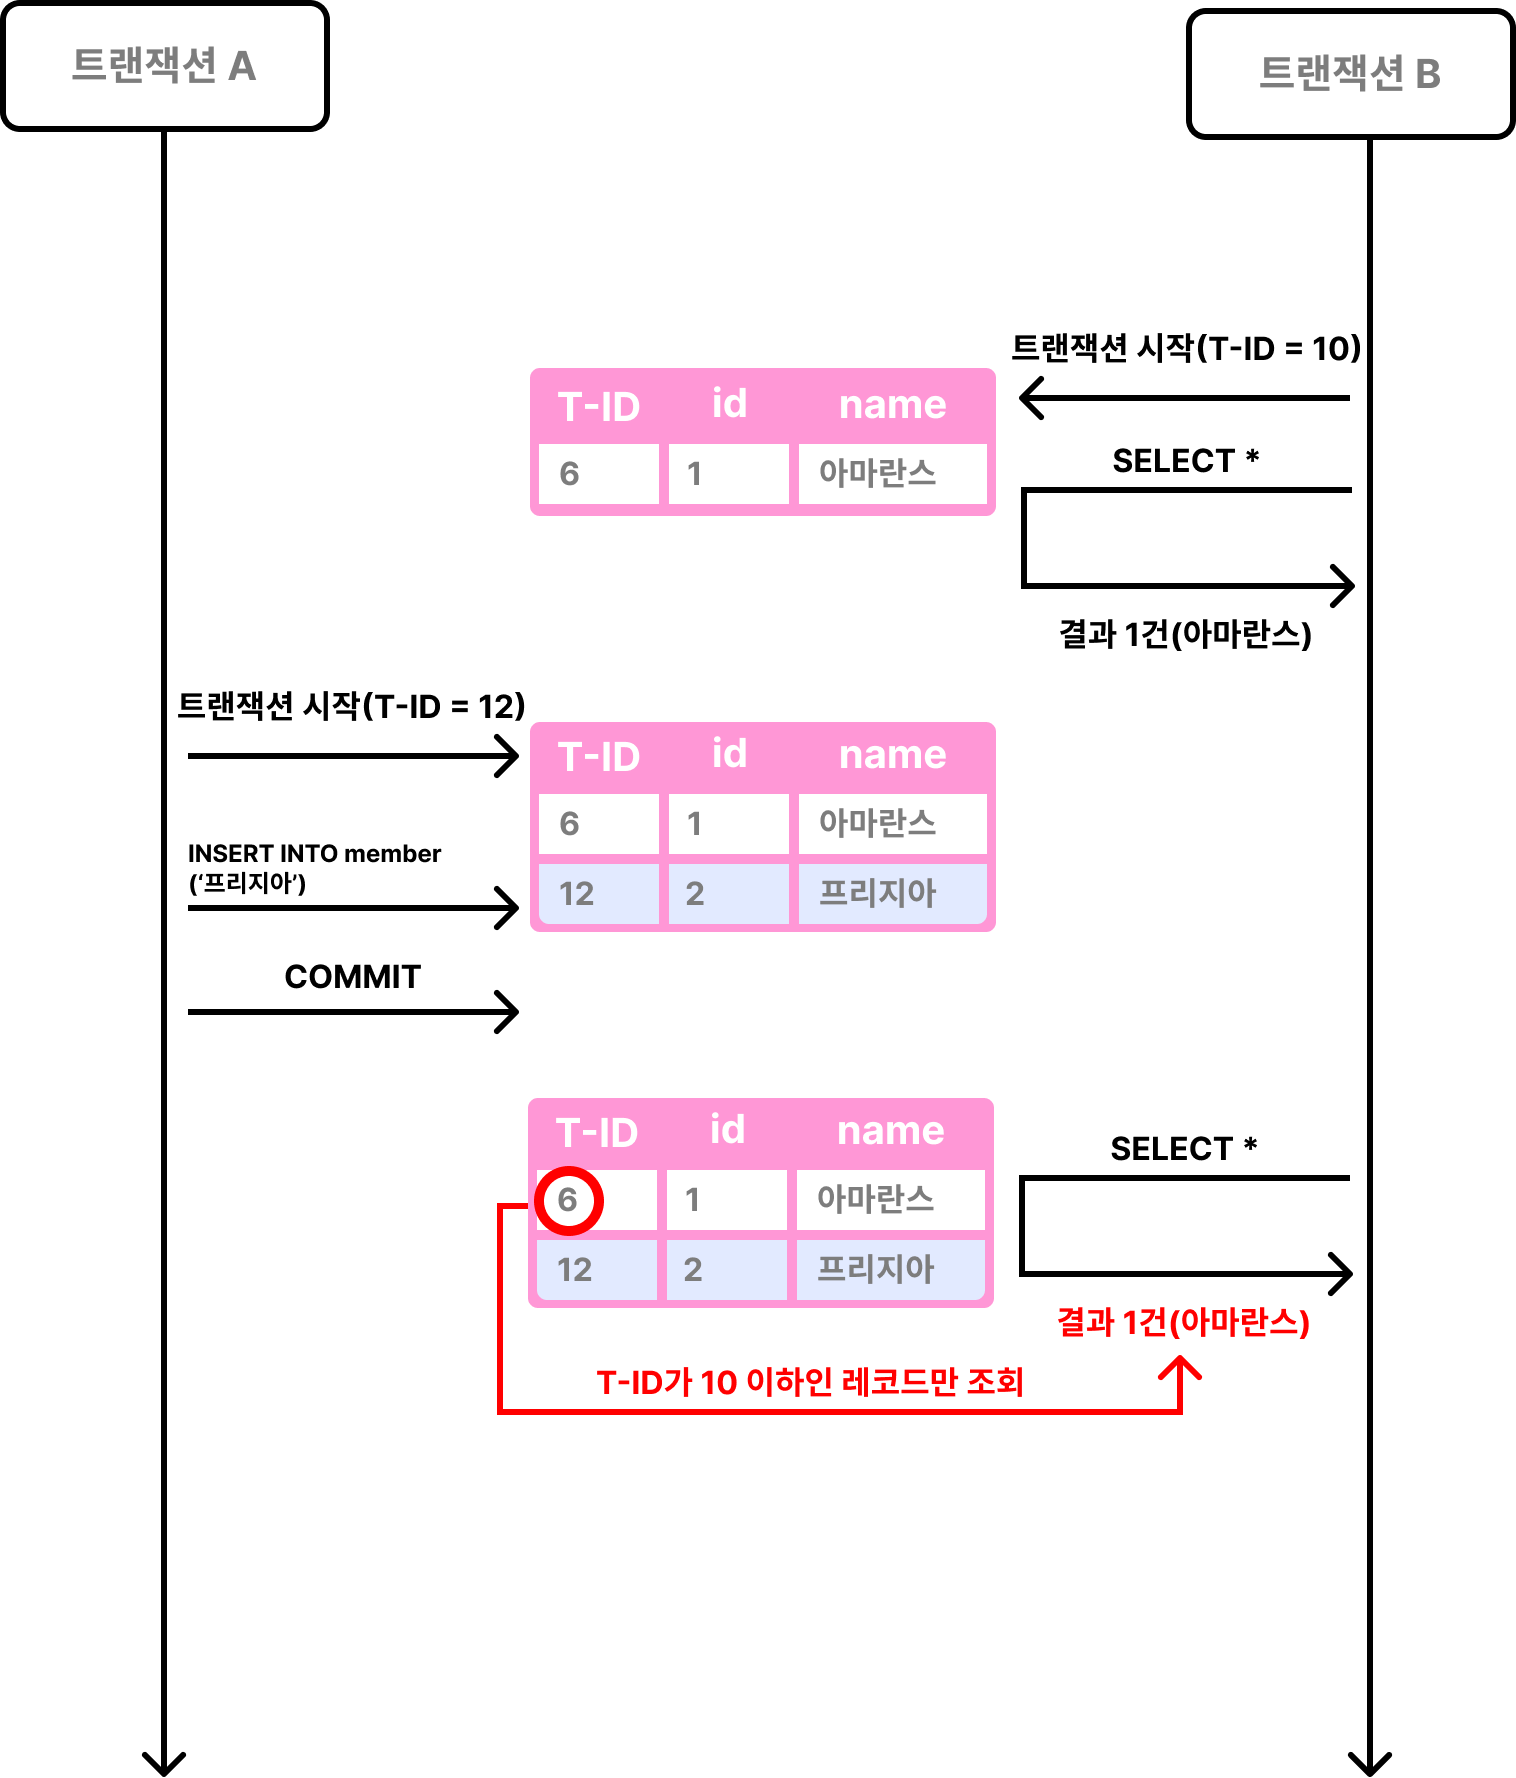 트랜잭션 A
트랜잭션 B
트랜잭션 시작(T-ID = 10)
T-ID id name
6 1 아마란스
SELECT *
결과 1건(아마란스)
트랜잭션 시작(T-ID = 12)
T-ID id name
6 1 아마란스
12 2 프리지아
INSERT INTO member
(‘프리지아’)
COMMIT
T-ID id name
6 1 아마란스
12 2 프리지아
SELECT *
결과 1건(아마란스)
T-ID가 10 이하인 레코드만 조회